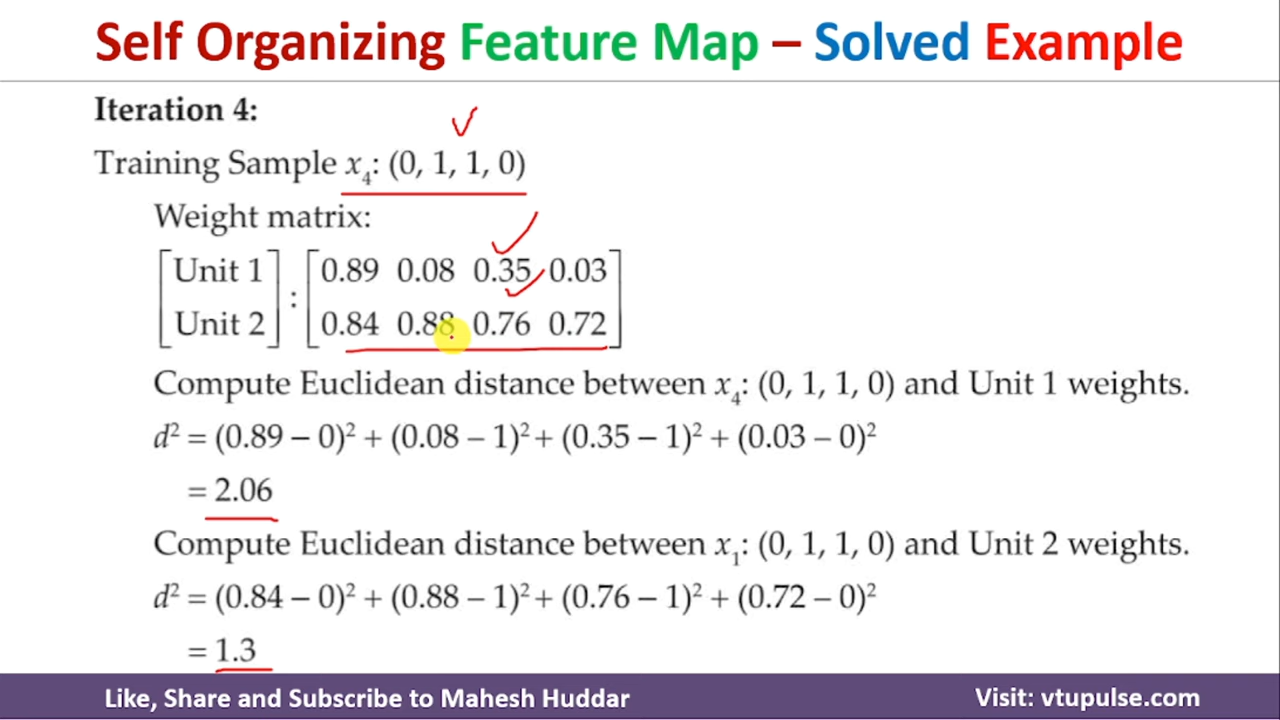 Self Organizing Feature Map – Solved Example
Iteration 4:
Training Sample x₄: (0, 1, 1, 0)
Weight matrix:
[Unit 1] : [0.89 0.08 0.35 0.03]
[Unit 2] [0.84 0.88 0.76 0.72]
Compute Euclidean distance between x₄: (0, 1, 1, 0) and Unit 1 weights.
d² = (0.89 – 0)² + (0.08 – 1)² + (0.35 – 1)² + (0.03 – 0)²
= 2.06
Compute Euclidean distance between x₁: (0, 1, 1, 0) and Unit 2 weights.
d² = (0.84 – 0)² + (0.88 – 1)² + (0.76 – 1)² + (0.72 – 0)²
= 1.3
Like, Share and Subscribe to Mahesh Huddar
Visit: vtupulse.com